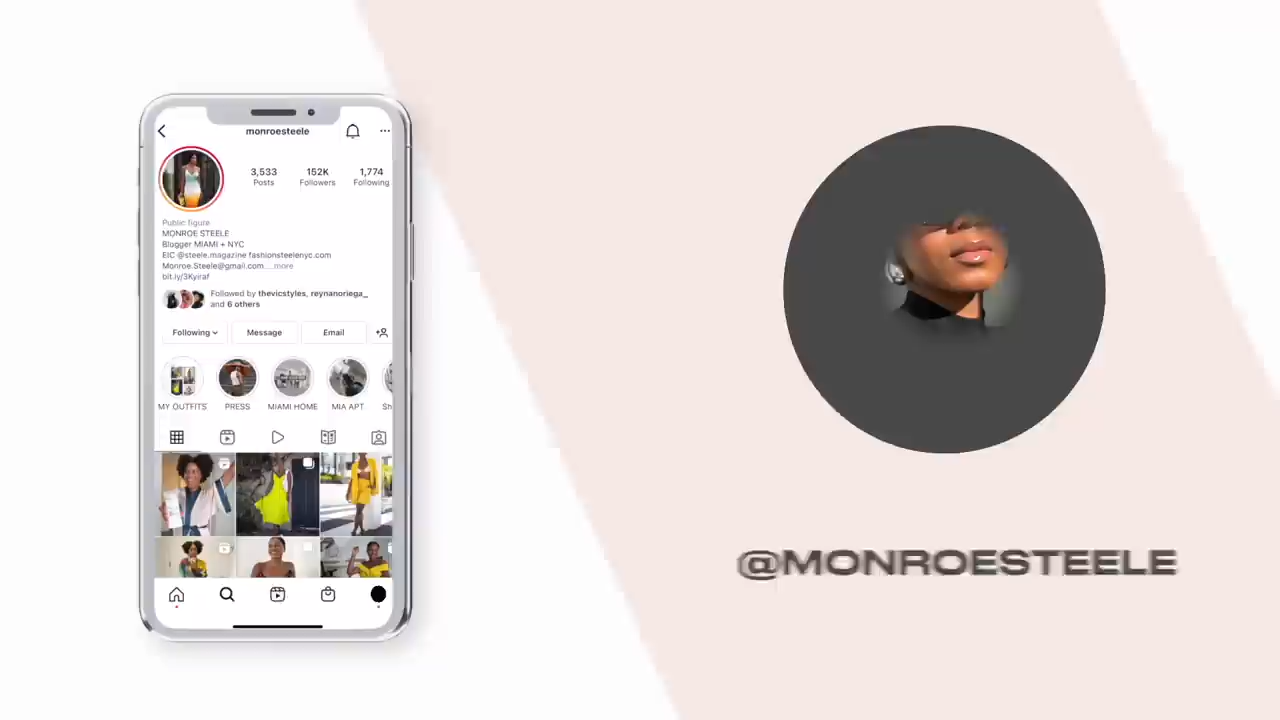 monroesteele
3,533 152K 1,774
Posts Followers Following
Public figure
MONROE STEELE
Blogger MIAMI + NYC
EIC @steele.magazine fashionsteelenyc.com
Monroe.Steele@gmail.com... more
bit.ly/3Kyiraf
Followed by thevicstyles, reynanoriega_
and 6 others
Following Message Email
MY OUTFITS PRESS MIAMI HOME MIA APT Sh
@MONROESTEELE